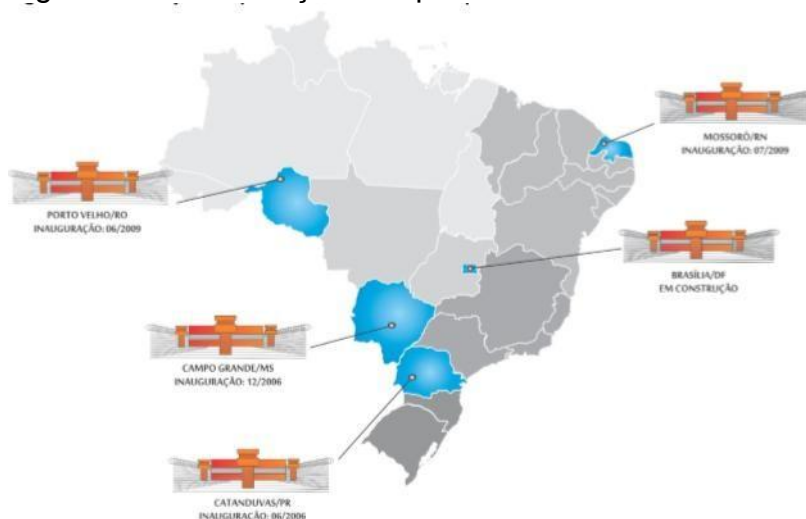 MOSSORÓ/RN
INAUGURAÇÃO: 07/2009
PORTO VELHO/RO
INAUGURAÇÃO: 06/2009
BRASÍLIA/DF
EM CONSTRUÇÃO
CAMPO GRANDE/MS
INAUGURAÇÃO: 12/2006
CATANDUVAS/PR
INAUGURAÇÃO: 06/2006